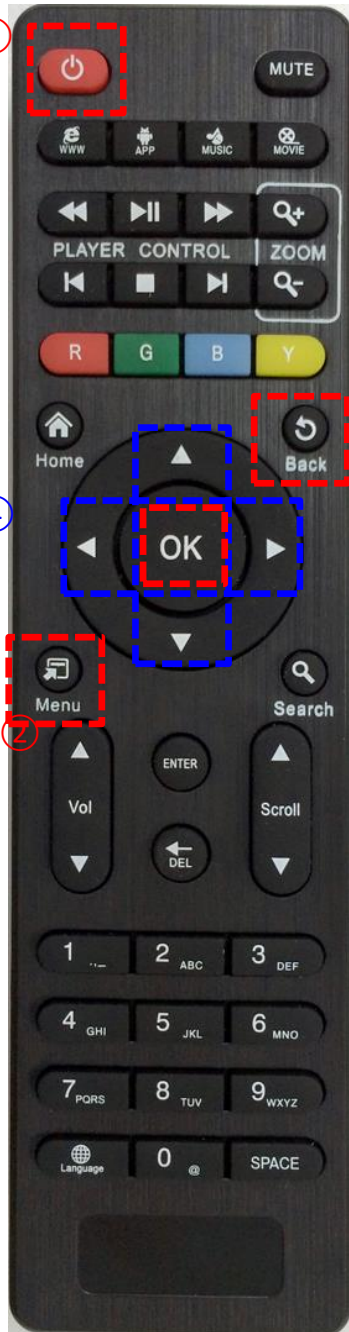 MUTE
WWW APP MUSIC MOVIE
PLAYER CONTROL ZOOM
R G B Y
Home Back
OK
Menu Search
②
ENTER
Vol Scroll
DEL
1 .,_ 2 ABC 3 DEF
4 GHI 5 JKL 6 MNO
7 PQRS 8 TUV 9 WXYZ
Language 0 @ SPACE